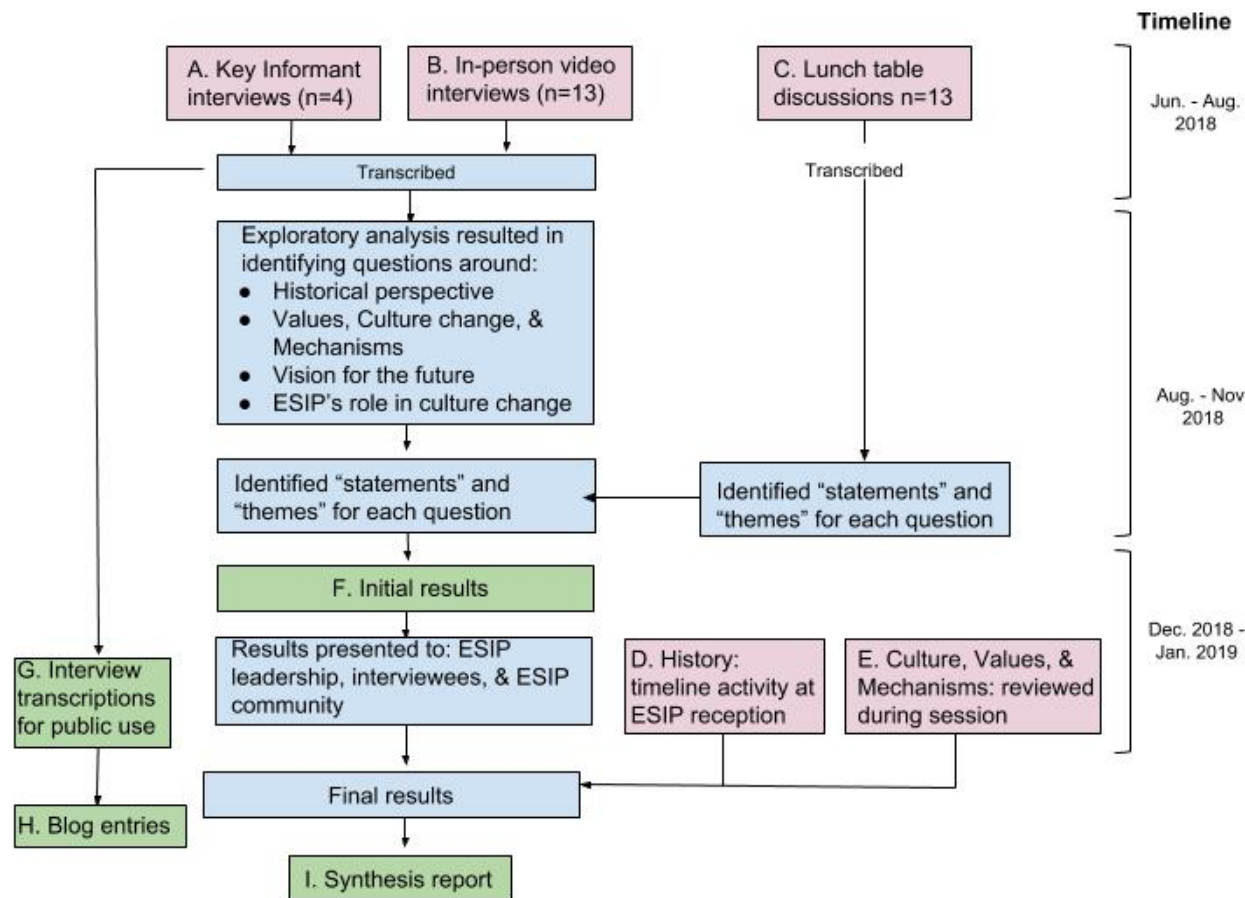 Timeline
A. Key Informant
interviews (n=4)
B. In-person video
interviews (n=13)
C. Lunch table
discussions n=13
Jun. - Aug.
2018
Transcribed
Transcribed
Exploratory analysis resulted in
identifying questions around:
● Historical perspective
● Values, Culture change, &
Mechanisms
● Vision for the future
● ESIP’s role in culture change
Aug. - Nov
2018
Identified “statements” and
“themes” for each question
Identified “statements” and
“themes” for each question
F. Initial results
Results presented to: ESIP
leadership, interviewees, & ESIP
community
D. History:
timeline activity at
ESIP reception
E. Culture, Values, &
Mechanisms: reviewed
during session
Dec. 2018 -
Jan. 2019
G. Interview
transcriptions
for public use
Final results
H. Blog entries
I. Synthesis report